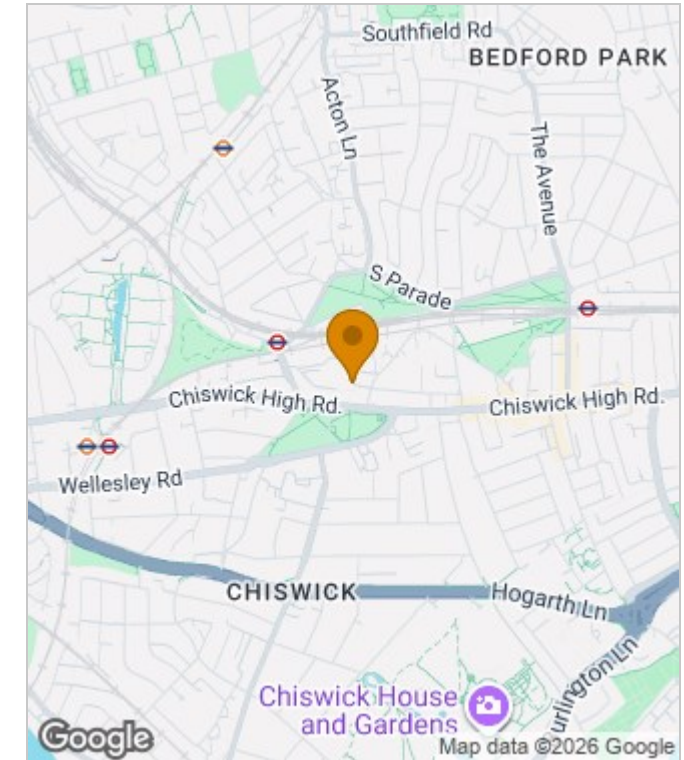 Southfield Rd
BEDFORD PARK
Acton Ln
The Avenue
S Parade
Chiswick High Rd.
Chiswick High Rd.
Wellesley Rd
CHISWICK
Hogarth Ln
urlington Ln
Chiswick House
and Gardens
Google
Map data ©2026 Google